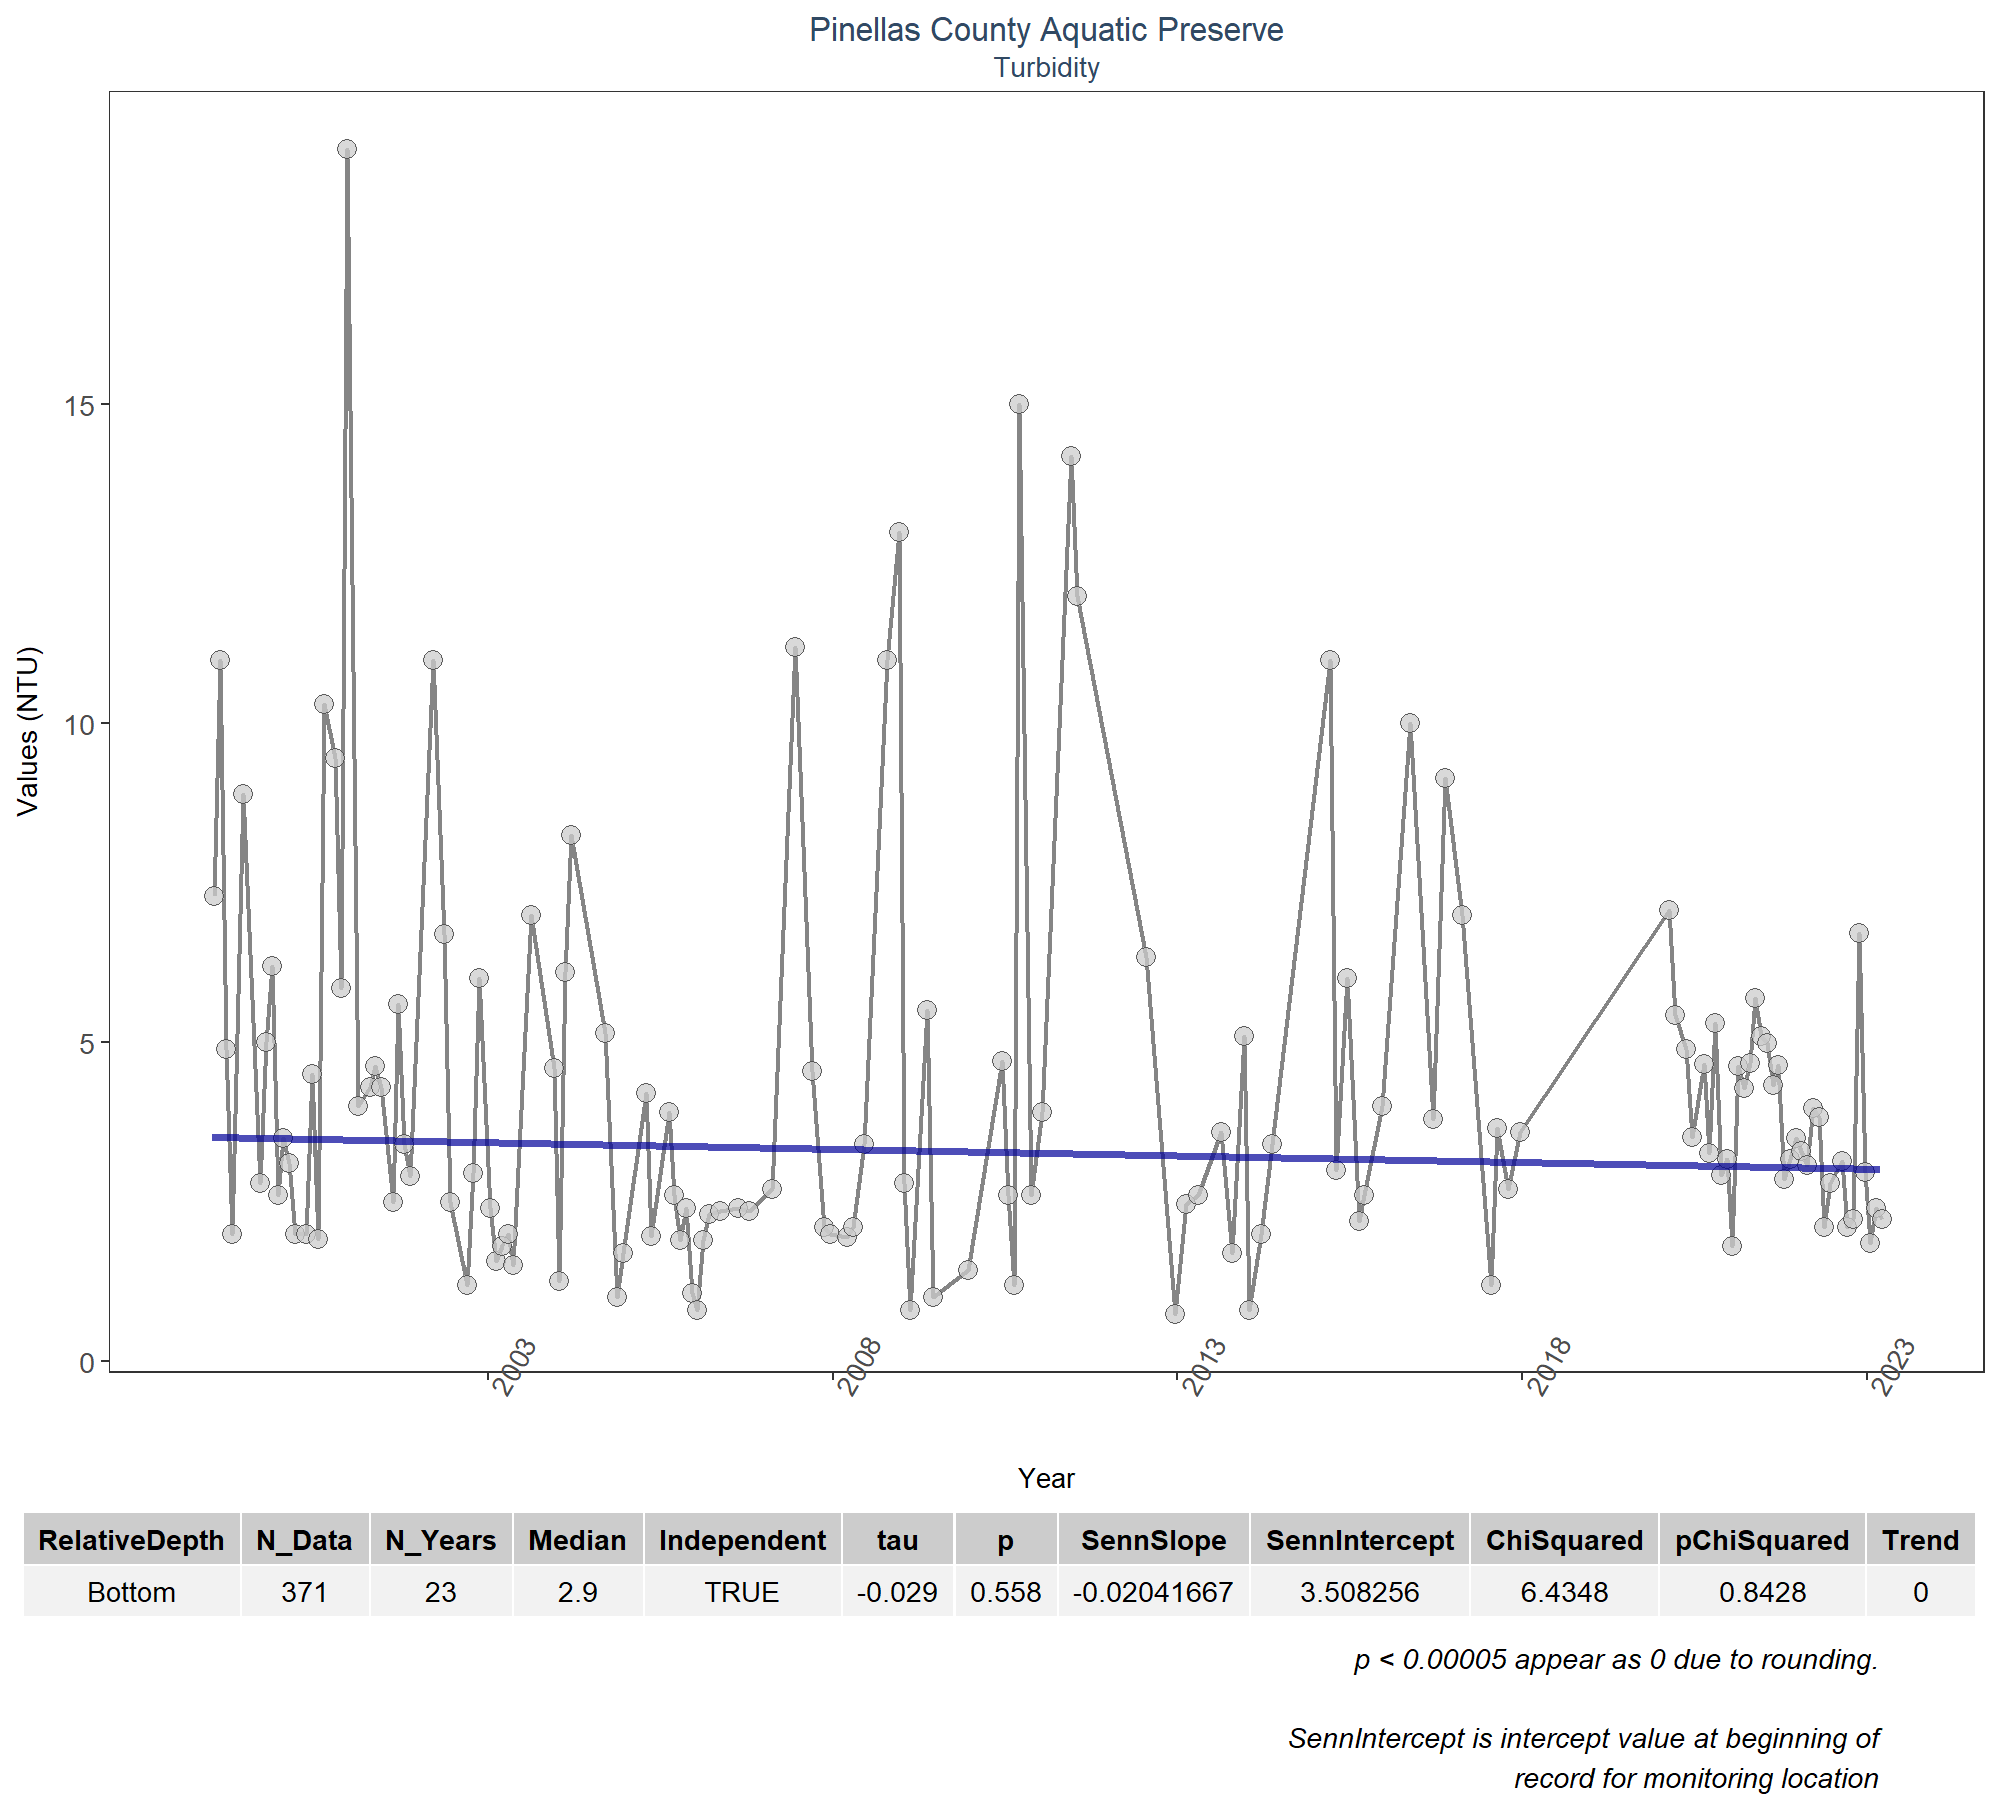 Pinellas County Aquatic Preserve
Turbidity
Values (NTU)
15
10
5
0
2003
2008
2013
2018
2023
Year
RelativeDepth N_Data N_Years Median Independent tau p SennSlope SennIntercept ChiSquared pChiSquared Trend
Bottom 371 23 2.9 TRUE -0.029 0.558 -0.02041667 3.508256 6.4348 0.8428 0
p < 0.00005 appear as 0 due to rounding.
SennIntercept is intercept value at beginning of
record for monitoring location